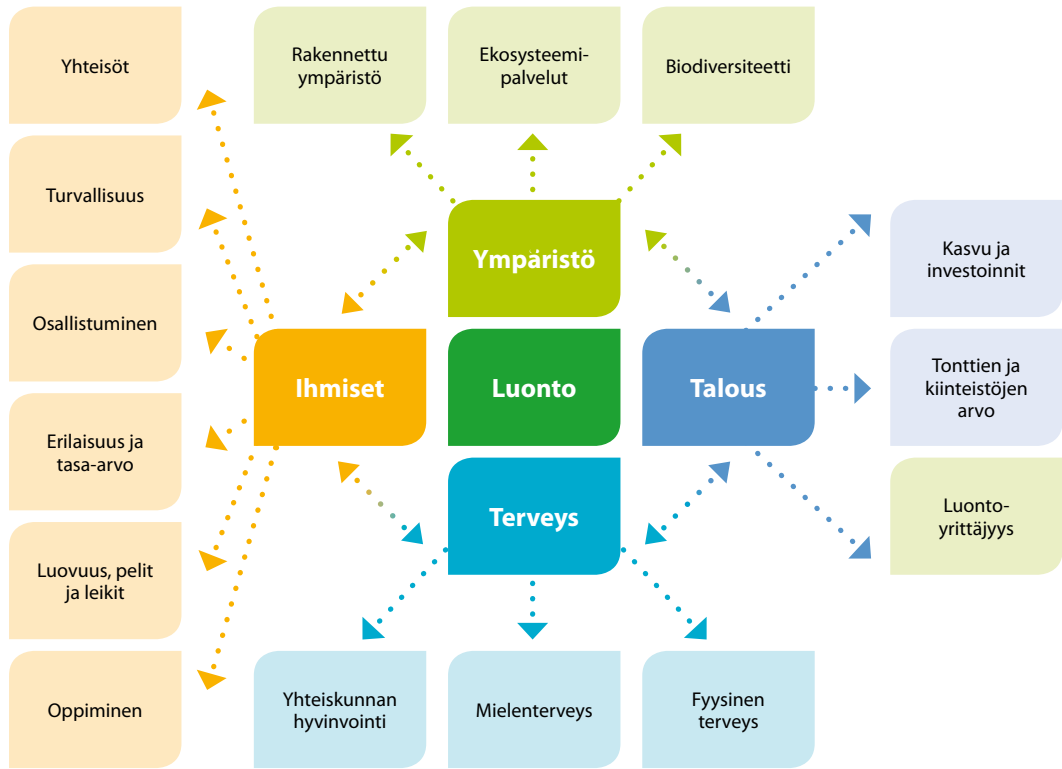 Yhteisöt
Rakennettu
ympäristö
Ekosysteemi-
palvelut
Biodiversiteetti
Turvallisuus
Ympäristö
Kasvu ja
investoinnit
Osallistuminen
Ihmiset
Luonto
Talous
Tonttien ja
kiinteistöjen
arvo
Erilaisuus ja
tasa-arvo
Terveys
Luonto-
yrittäjyys
Luovuus, pelit
ja leikit
Oppiminen
Yhteiskunnan
hyvinvointi
Mielenterveys
Fyysinen
terveys